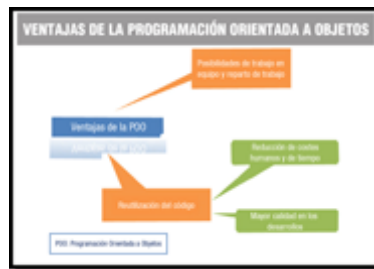 VENTAJAS DE LA PROGRAMACIÓN ORIENTADA A OBJETOS
Posibilidades de trabajo en
equipo y reparto de trabajo
Ventajas de la POO
Reducción de costes
humanos y de tiempo
Reutilización del código
Mayor calidad en los
desarrollos
POO: Programación Orientada a Objetos